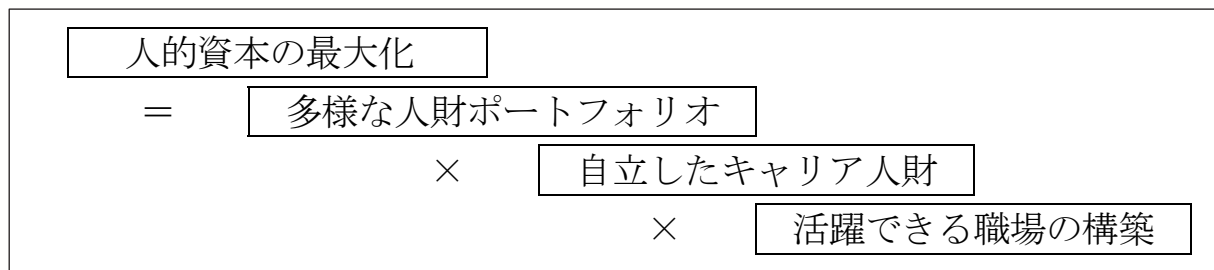 人的資本の最大化
＝ 多様な人財ポートフォリオ
× 自立したキャリア人財
× 活躍できる職場の構築